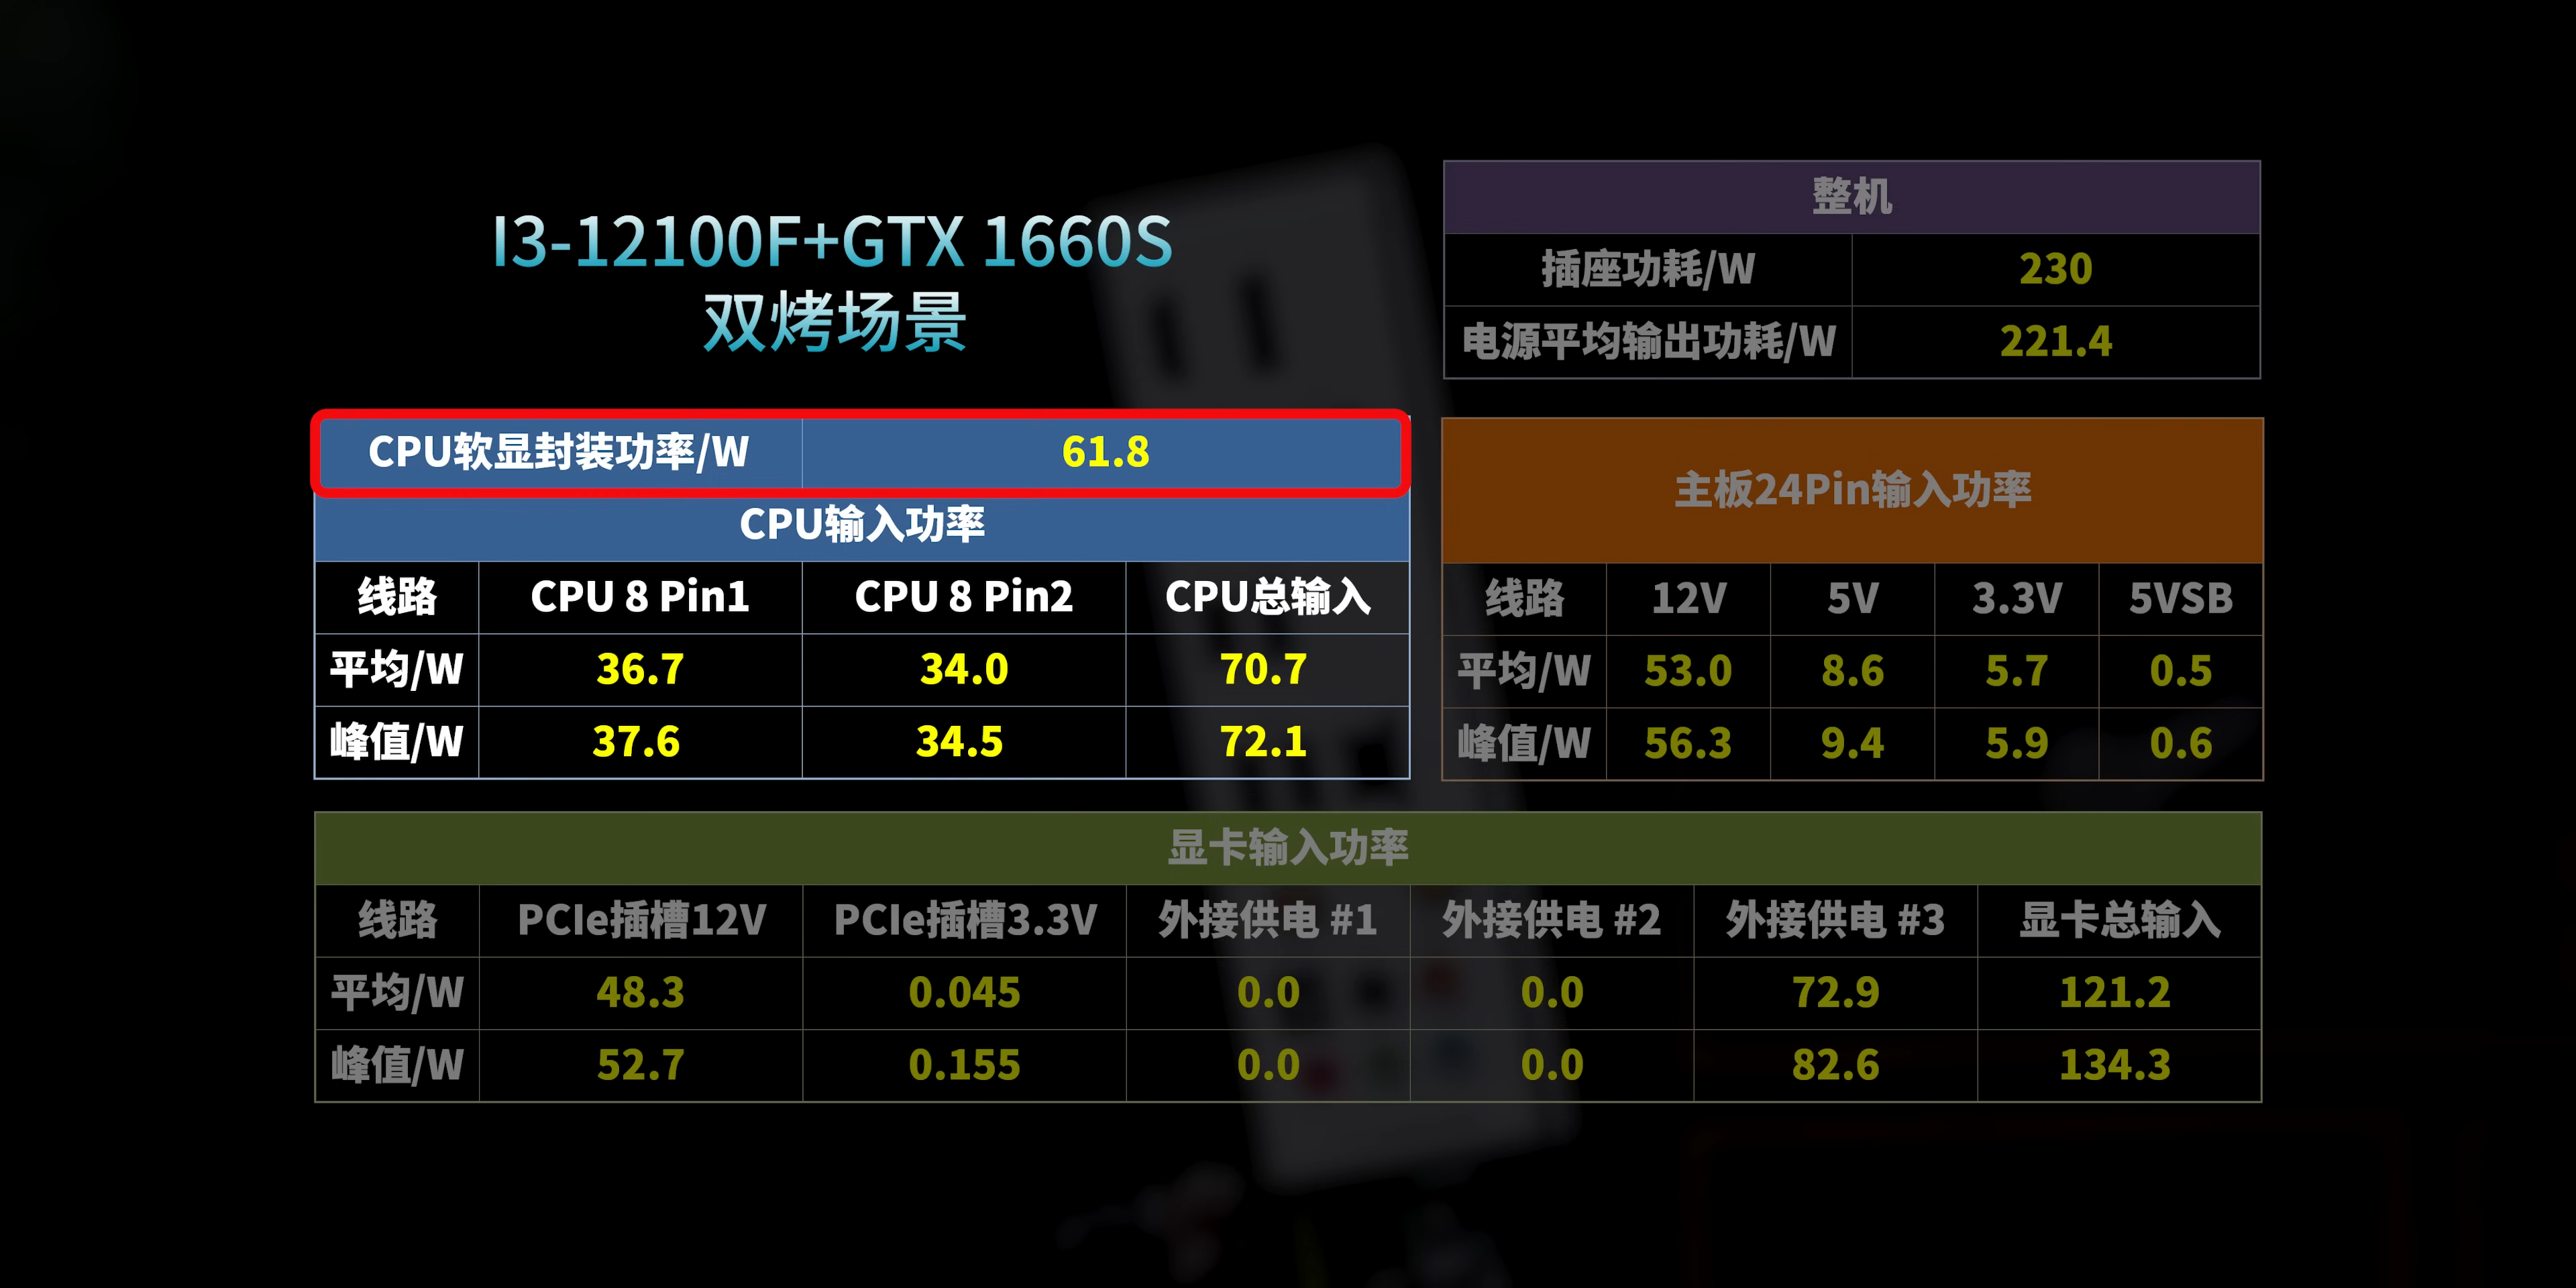 I3-12100F+GTX 1660S
双烤场景
整机
插座功耗/W 230
电源平均输出功耗/W 221.4
CPU软显封装功率/W 61.8
CPU输入功率
线路 CPU 8 Pin1 CPU 8 Pin2 CPU总输入
平均/W 36.7 34.0 70.7
峰值/W 37.6 34.5 72.1
主板24Pin输入功率
线路 12V 5V 3.3V 5VSB
平均/W 53.0 8.6 5.7 0.5
峰值/W 56.3 9.4 5.9 0.6
显卡输入功率
线路 PCIe插槽12V PCIe插槽3.3V 外接供电 #1 外接供电 #2 外接供电 #3 显卡总输入
平均/W 48.3 0.045 0.0 0.0 72.9 121.2
峰值/W 52.7 0.155 0.0 0.0 82.6 134.3